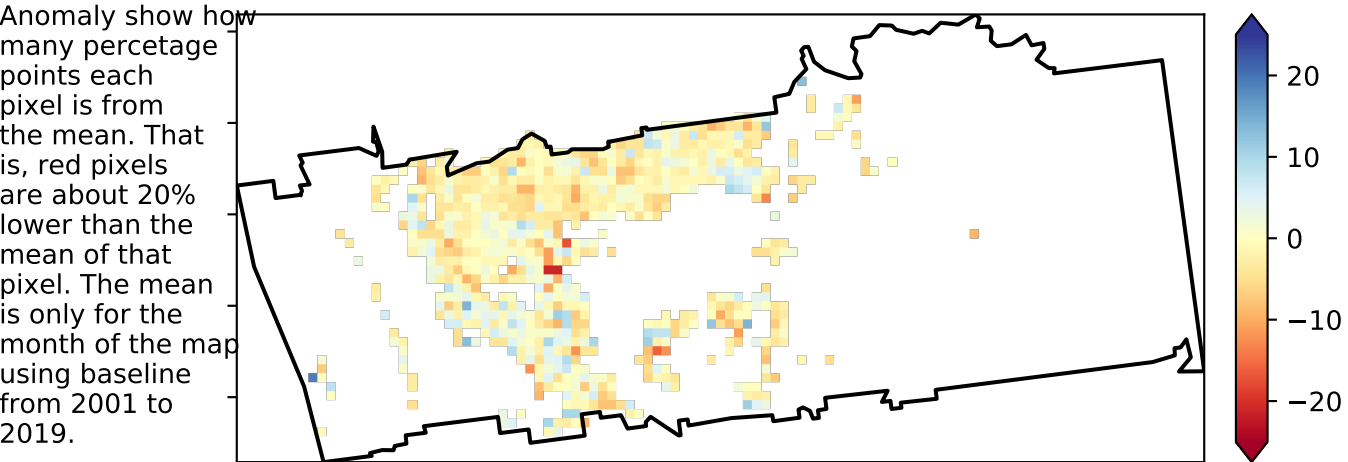 Anomaly show how
many percetage
points each
pixel is from
the mean. That
is, red pixels
are about 20%
lower than the
mean of that
pixel. The mean
is only for the
month of the map
using baseline
from 2001 to
2019.
20
10
0
−10
−20